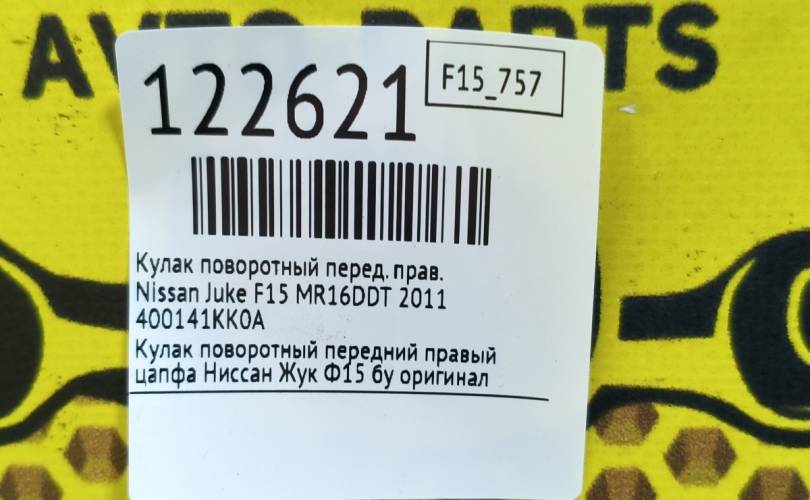 PARTS
122621
F15_757
Кулак поворотный перед. прав.
Nissan Juke F15 MR16DDT 2011
400141KK0A
Кулак поворотный передний правый
цапфа Ниссан Жук Ф15 бу оригинал